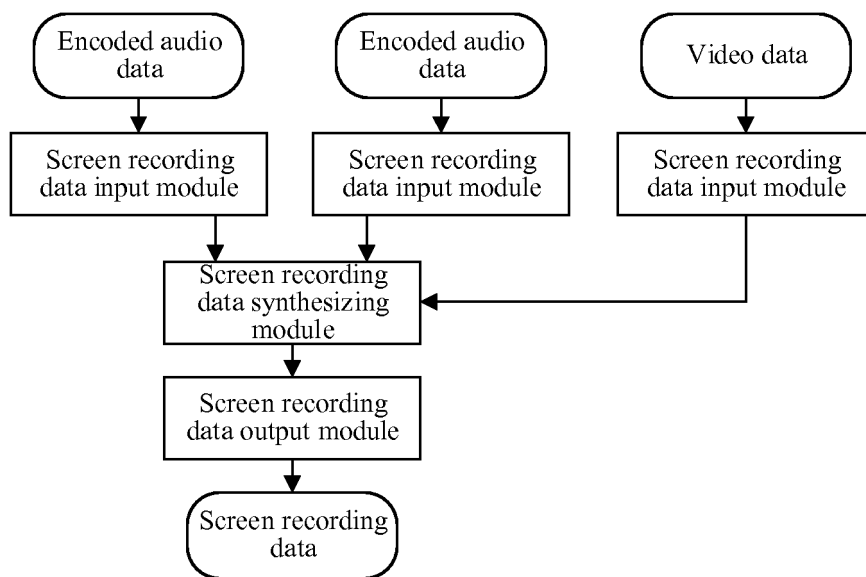 Encoded audio
data
Encoded audio
data
Video data
Screen recording
data input module
Screen recording
data input module
Screen recording
data input module
Screen recording
data synthesizing
module
Screen recording
data output module
Screen recording
data